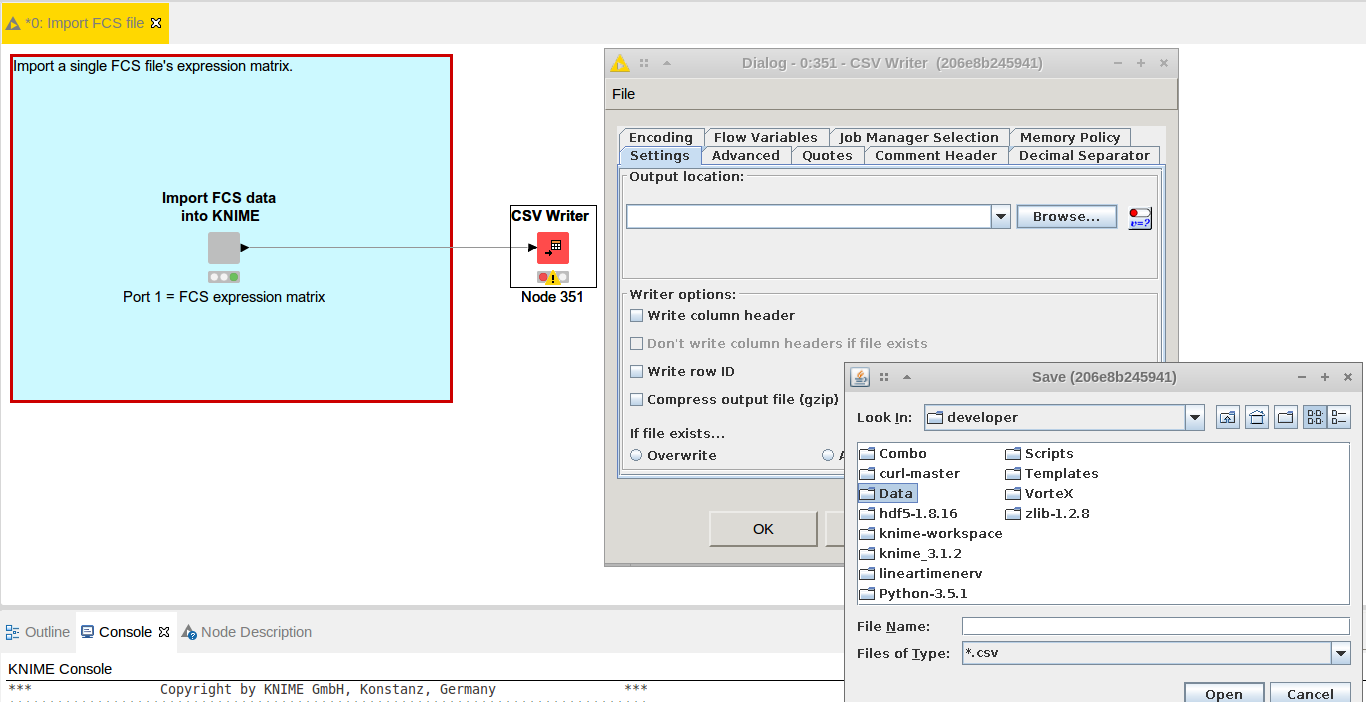 *0: Import FCS file
Import a single FCS file's expression matrix.
Import FCS data
into KNIME
Port 1 = FCS expression matrix
CSV Writer
Node 351
Dialog - 0:351 - CSV Writer (206e8b245941)
File
Encoding Flow Variables Job Manager Selection Memory Policy
Settings Advanced Quotes Comment Header Decimal Separator
Output location:
Browse...
v=?
Writer options:
Write column header
Don't write column headers if file exists
Write row ID
Compress output file (gzip)
If file exists...
Overwrite
OK
Save (206e8b245941)
Look In: developer
Combo
curl-master
Data
hdf5-1.8.16
knime-workspace
knime_3.1.2
lineartimenerv
Python-3.5.1
Scripts
Templates
VorteX
zlib-1.2.8
File Name:
Files of Type: *.csv
Open Cancel
Outline Console Node Description
KNIME Console
*** Copyright by KNIME GmbH, Konstanz, Germany ***